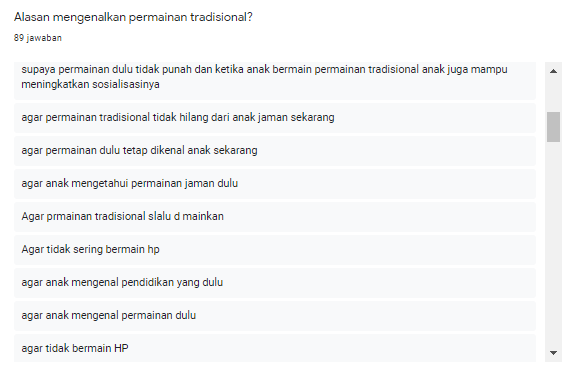 Alasan mengenalkan permainan tradisional?
89 jawaban
supaya permainan dulu tidak punah dan ketika anak bermain permainan tradisional anak juga mampu
meningkatkan sosialisasinya
agar permainan tradisional tidak hilang dari anak jaman sekarang
agar permainan dulu tetap dikenal anak sekarang
agar anak mengetahui permainan jaman dulu
Agar prmainan tradisional slalu d mainkan
Agar tidak sering bermain hp
agar anak mengenal pendidikan yang dulu
agar anak mengenal permainan dulu
agar tidak bermain HP